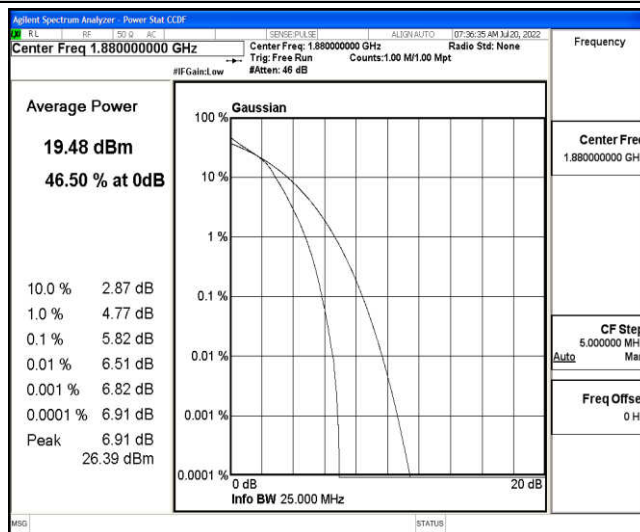 Agilent Spectrum Analyzer - Power Stat CCDF
RL RF 50 Ω AC SENSE:PULSE ALIGN AUTO 07:36:35 AM Jul 20, 2022
Center Freq 1.880000000 GHz
Center Freq: 1.880000000 GHz Radio Std: None
Trig: Free Run Counts:1.00 M/1.00 Mpt
#IFGain:Low #Atten: 46 dB
Frequency
Average Power
19.48 dBm
46.50 % at 0dB
10.0 % 2.87 dB
1.0 % 4.77 dB
0.1 % 5.82 dB
0.01 % 6.51 dB
0.001 % 6.82 dB
0.0001 % 6.91 dB
Peak 6.91 dB
26.39 dBm
Gaussian
100 %
10 %
1 %
0.1 %
0.01 %
0.001 %
0.0001 %
0 dB 20 dB
Info BW 25.000 MHz
Center Fre
1.880000000 GH
CF Step
5.000000 MH
Auto Ma
Freq Offse
0 H
MSG STATUS